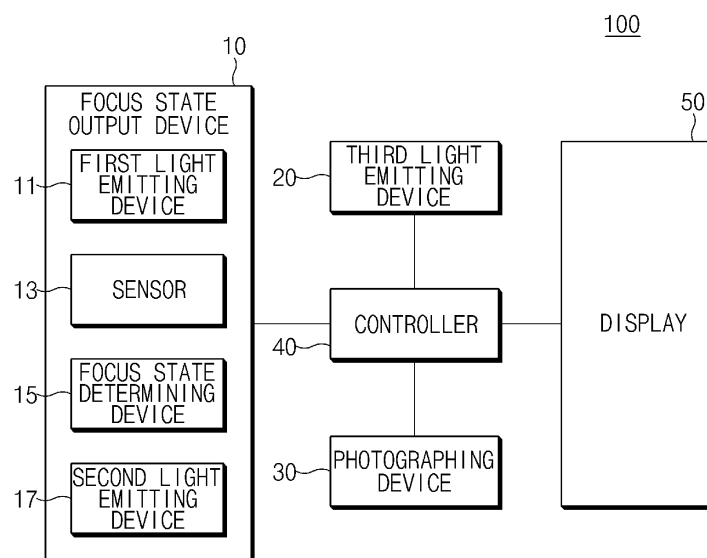 100
10
FOCUS STATE
OUTPUT DEVICE
11
FIRST LIGHT
EMITTING
DEVICE
13
SENSOR
15
FOCUS STATE
DETERMINING
DEVICE
17
SECOND LIGHT
EMITTING
DEVICE
20
THIRD LIGHT
EMITTING
DEVICE
40
CONTROLLER
30
PHOTOGRAPHING
DEVICE
50
DISPLAY